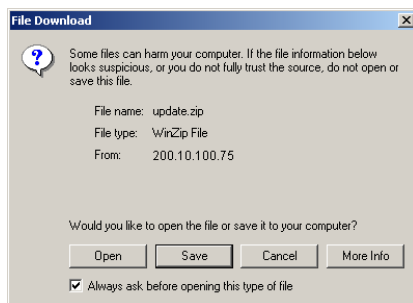 File Download
Some files can harm your computer. If the file information below
looks suspicious, or you do not fully trust the source, do not open or
save this file.
File name: update.zip
File type: WinZip File
From: 200.10.100.75
Would you like to open the file or save it to your computer?
Open Save Cancel More Info
Always ask before opening this type of file